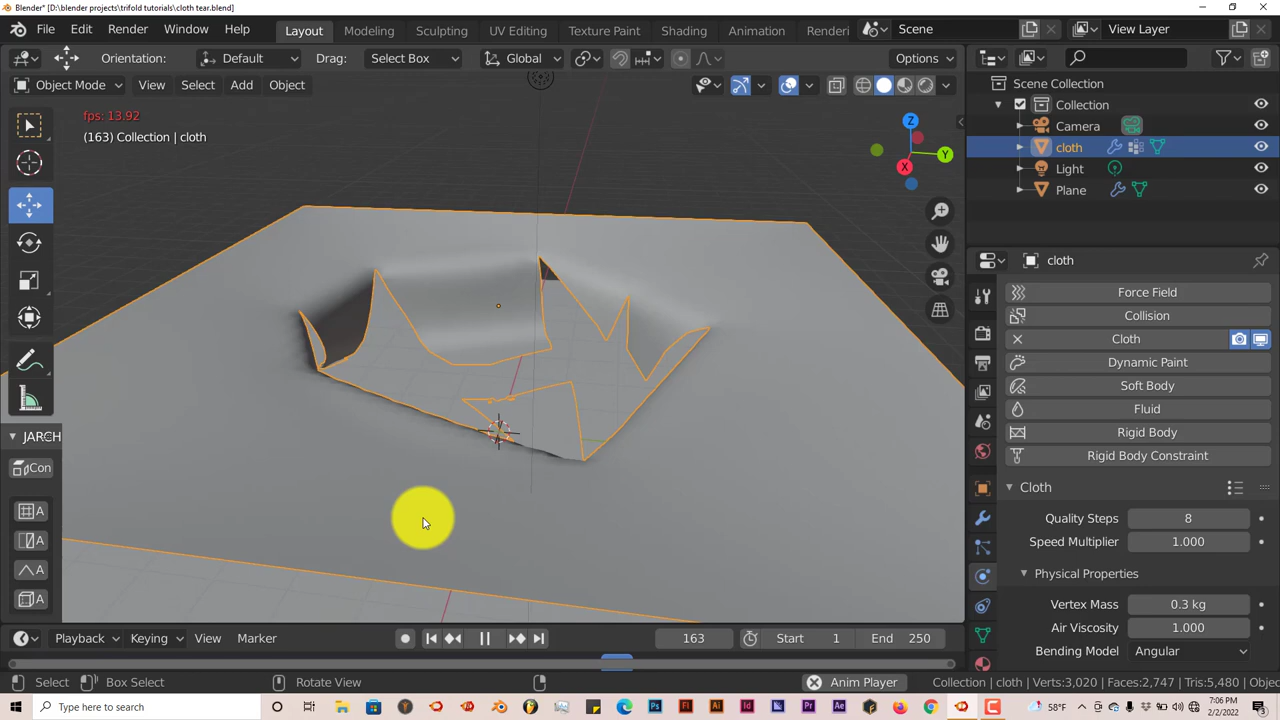 Blender* [D:\blender projects\trifold tutorials\cloth tear.blend]
File Edit Render Window Help Layout Modeling Sculpting UV Editing Texture Paint Shading Animation Renderi Scene View Layer
Orientation: Default Drag: Select Box Global Options
Object Mode View Select Add Object
fps: 13.92
(163) Collection | cloth
Z
Y
X
Scene Collection
Collection
Camera
cloth
Light
Plane
cloth
Force Field
Collision
Cloth
Dynamic Paint
Soft Body
Fluid
Rigid Body
Rigid Body Constraint
Cloth
Quality Steps 8
Speed Multiplier 1.000
Physical Properties
Vertex Mass 0.3 kg
Air Viscosity 1.000
Bending Model Angular
JARCH
Con
A
A
A
A
Playback Keying View Marker 163 Start 1 End 250
Select Box Select Rotate View Anim Player Collection | cloth Verts:3,020 | Faces:2,747 | Tris:5,480 | Objec
Type here to search 58°F 7:06 PM
2/2/2022